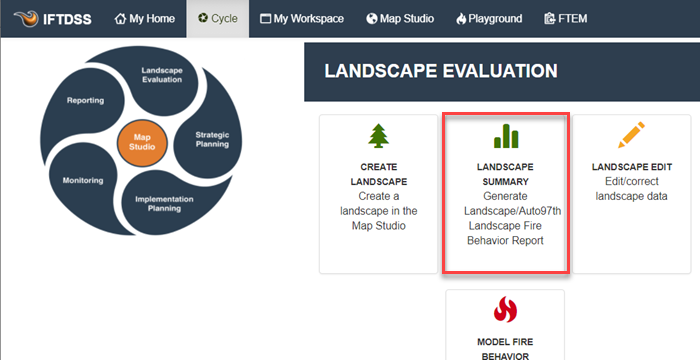 IFTDSS My Home Cycle My Workspace Map Studio Playground FTEM
Landscape
Evaluation
Reporting
Strategic
Planning
Map
Studio
Monitoring
Implementation
Planning
LANDSCAPE EVALUATION
CREATE
LANDSCAPE
Create a
landscape in the
Map Studio
LANDSCAPE
SUMMARY
Generate
Landscape/Auto97th
Landscape Fire
Behavior Report
LANDSCAPE EDIT
Edit/correct
landscape data
MODEL FIRE
BEHAVIOR